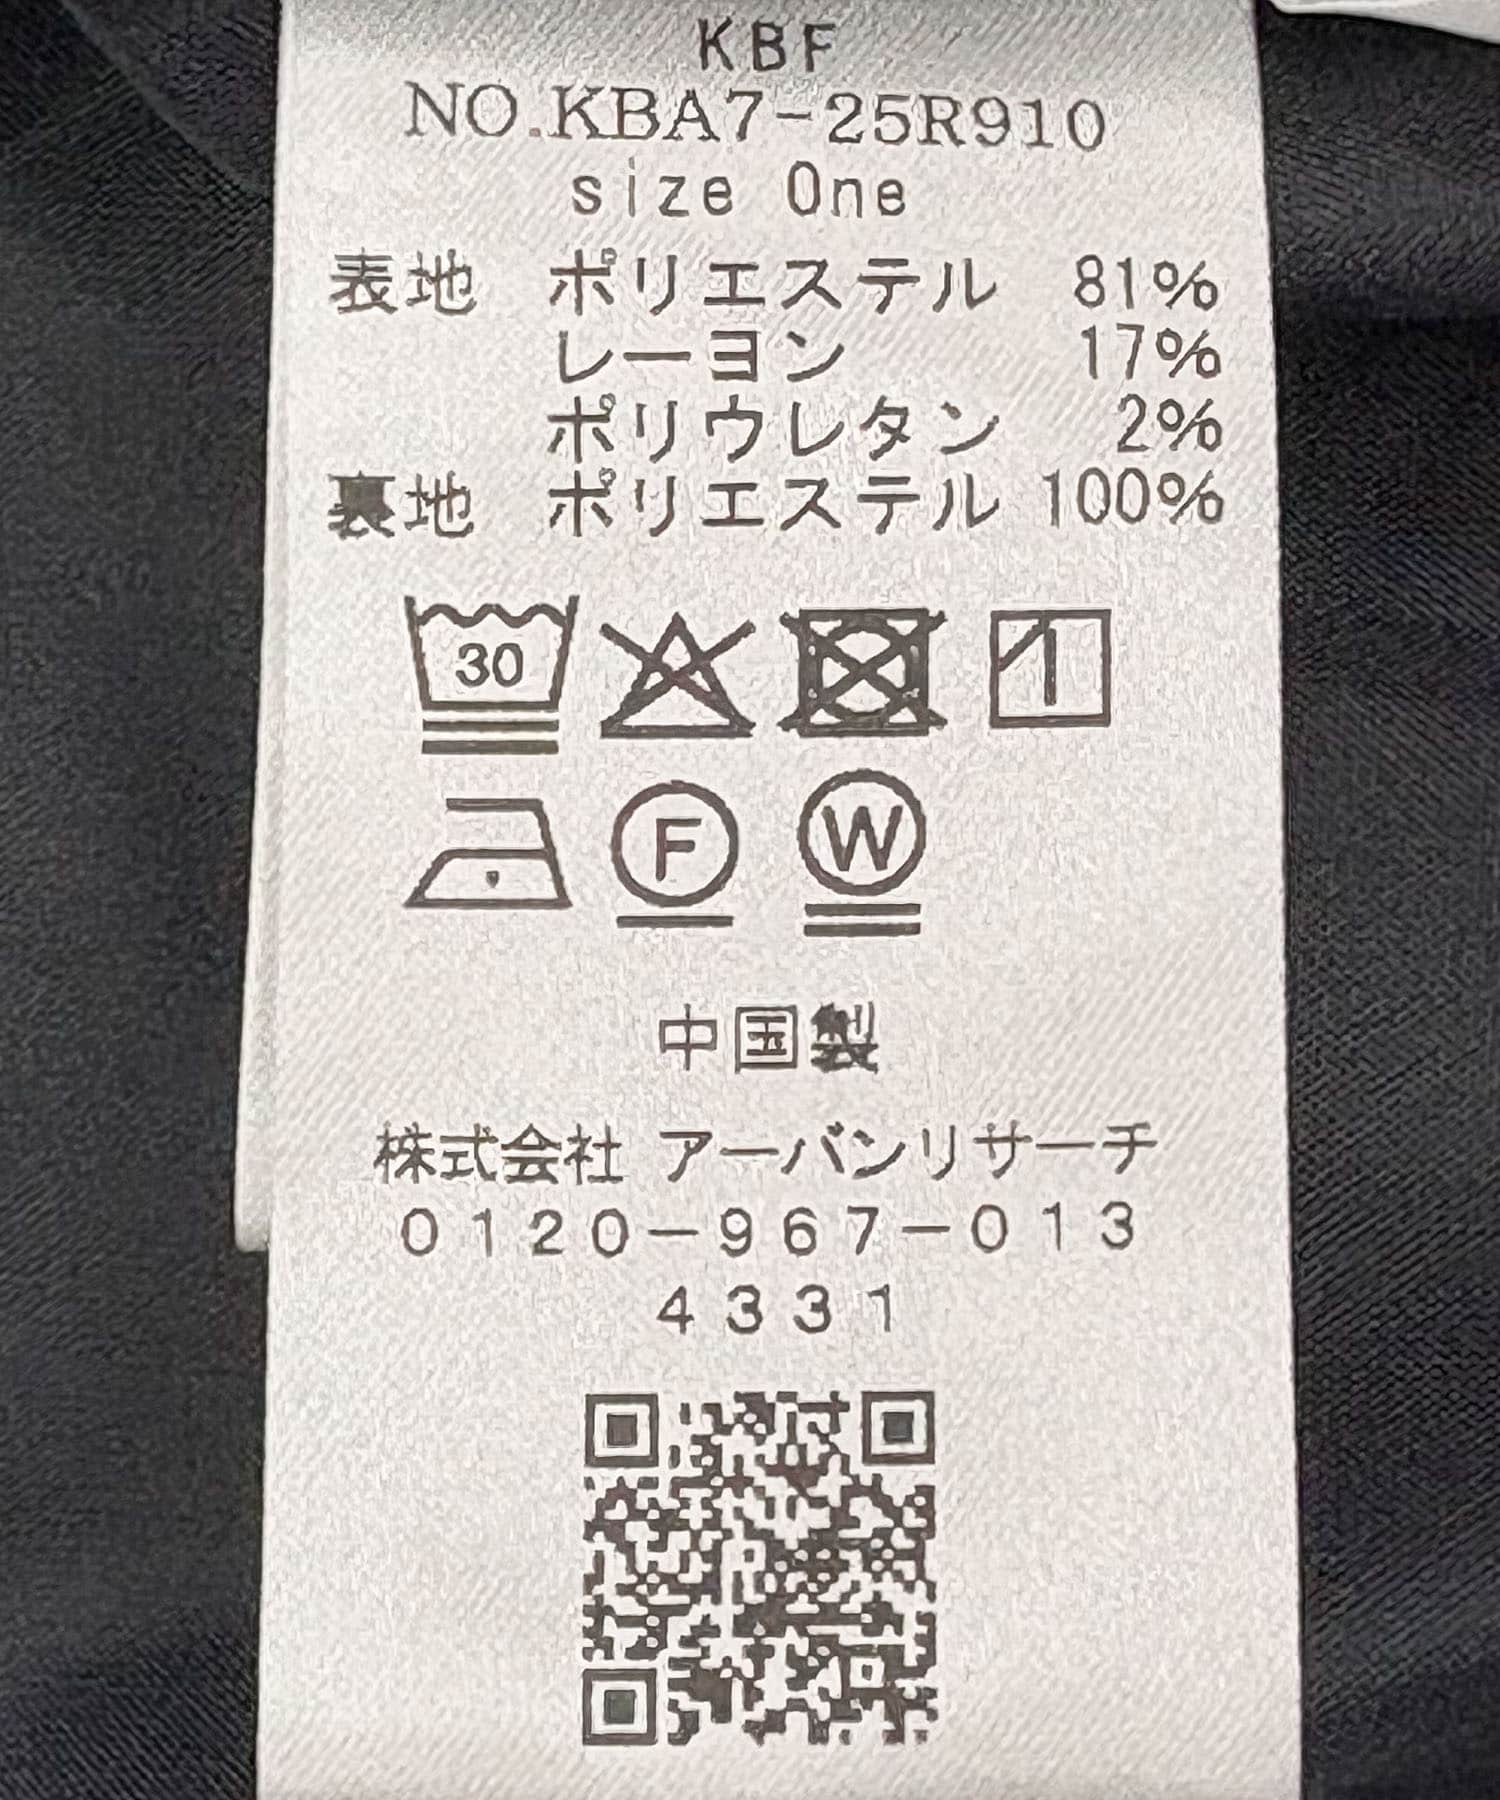 KBF
NO.KBA7-25R910
size One
表地 ポリエステル 81%
レーヨン 17%
ポリウレタン 2%
裏地 ポリエステル 100%
30
F W
中国製
株式会社 アーバンリサーチ
0120-967-013
4331